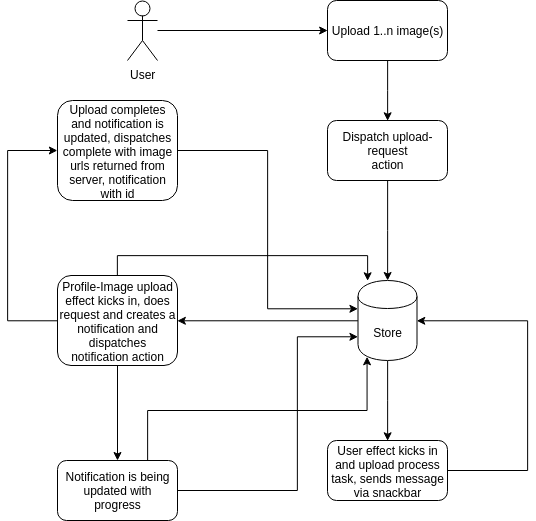 Upload 1..n image(s)
User
Upload completes
and notification is
updated, dispatches
complete with image
urls returned from
server, notification
with id
Dispatch upload-
request
action
Profile-Image upload
effect kicks in, does
request and creates a
notification and
dispatches
notification action
Store
User effect kicks in
and upload process
task, sends message
via snackbar
Notification is being
updated with
progress